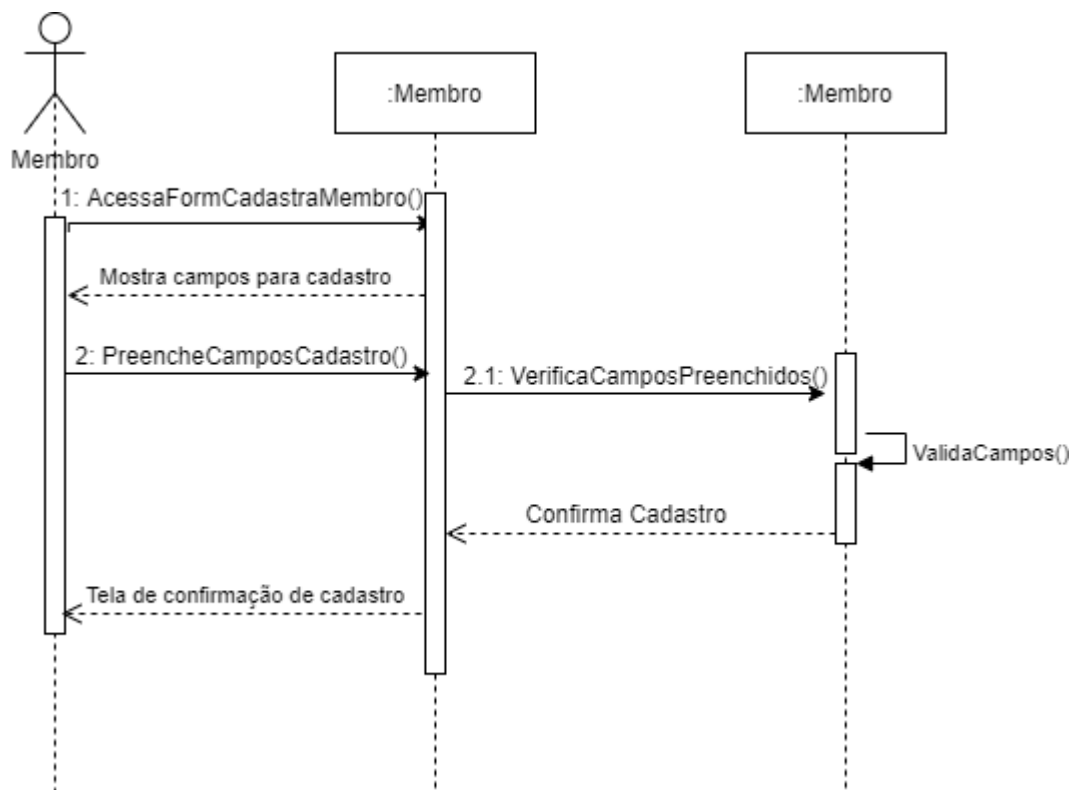 :Membro
:Membro
Membro
1: AcessaFormCadastraMembro()
Mostra campos para cadastro
2: PreencheCamposCadastro()
2.1: VerificaCamposPreenchidos()
ValidaCampos()
Confirma Cadastro
Tela de confirmação de cadastro